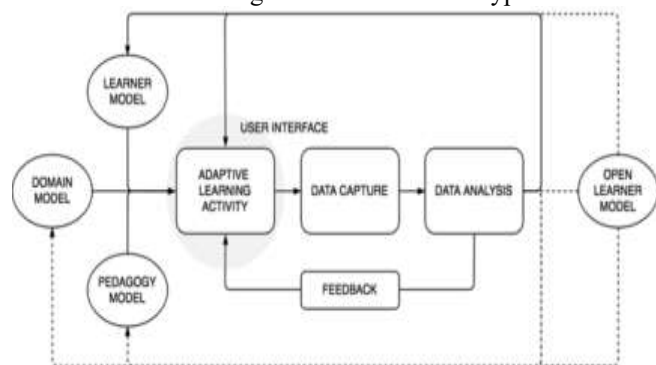 LEARNER
MODEL
USER INTERFACE
DOMAIN
MODEL
ADAPTIVE
LEARNING
ACTIVITY
DATA CAPTURE
DATA ANALYSIS
OPEN
LEARNER
MODEL
PEDAGOGY
MODEL
FEEDBACK